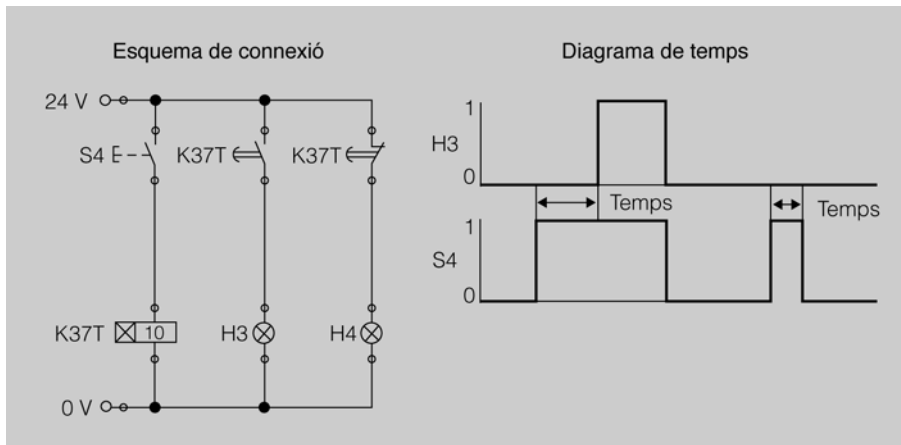 Esquema de connexió
24 V
S4
K37T
K37T
K37T
10
H3
H4
0 V
Diagrama de temps
1
H3
0
Temps
Temps
1
S4
0